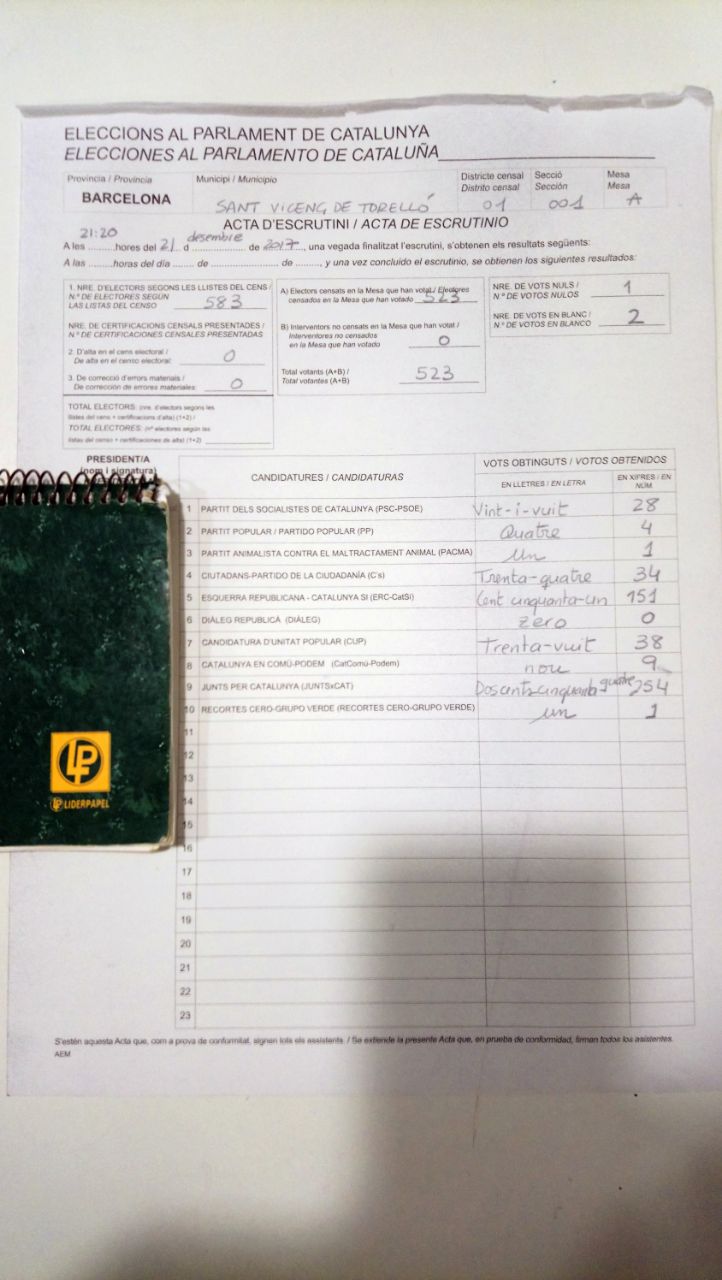 ELECCIONS AL PARLAMENT DE CATALUNYA
ELECCIONES AL PARLAMENTO DE CATALUÑA
Provincia / Provincia Municipi / Municipio Districte censal Secció Mesa
Distrito censal Sección Mesa
BARCELONA SANT VICENÇ DE TORELLÓ 01 001 A
ACTA D'ESCRUTINI / ACTA DE ESCRUTINIO
A les 21:20 hores del 21 d desembre de 2017, una vegada finalitzat l'escrutini, s'obtenen els resultats següents:
A las ........horas del día ....... de .................... de ........, y una vez concluido el escrutinio, se obtienen los siguientes resultados:
1. NRE. D'ELECTORS SEGONS LES LLISTES DEL CENS /
N.º DE ELECTORES SEGÚN
LAS LISTAS DEL CENSO 583
NRE. DE CERTIFICACIONS CENSALS PRESENTADES /
N.º DE CERTIFICACIONES CENSALES PRESENTADAS
2. D'alta en el cens electoral /
De alta en el censo electoral: 0
3. De correcció d'errors materials /
De corrección de errores materiales: 0
TOTAL ELECTORS: (nre. d'electors segons les
llistes del cens + certificacions d'alta) (1+2) /
TOTAL ELECTORES: (nº electores según las
listas del censo + certificaciones de alta) (1+2)
A) Electors censats en la Mesa que han votat / Electores
censados en la Mesa que han votado 523
B) Interventors no censats en la Mesa que han votat /
Interventores no censados
en la Mesa que han votado 0
Total votants (A+B) /
Total votantes (A+B) 523
NRE. DE VOTS NULS /
N.º DE VOTOS NULOS 1
NRE. DE VOTS EN BLANC /
N.º DE VOTOS EN BLANCO 2
PRESIDENT/A
(nom i signatura)
CANDIDATURES / CANDIDATURAS VOTS OBTINGUTS / VOTOS OBTENIDOS
EN LLETRES / EN LETRA EN XIFRES / EN NÚM.
1 PARTIT DELS SOCIALISTES DE CATALUNYA (PSC-PSOE) Vint-i-vuit 28
2 PARTIT POPULAR / PARTIDO POPULAR (PP) Quatre 4
3 PARTIT ANIMALISTA CONTRA EL MALTRACTAMENT ANIMAL (PACMA) un 1
4 CIUTADANS-PARTIDO DE LA CIUDADANÍA (C's) Trenta-quatre 34
5 ESQUERRA REPUBLICANA - CATALUNYA SI (ERC-CatSí) Cent cinquanta-un 151
6 DIÀLEG REPUBLICÀ (DIÀLEG) zero 0
7 CANDIDATURA D'UNITAT POPULAR (CUP) Trenta-vuit 38
8 CATALUNYA EN COMÚ-PODEM (CatComú-Podem) nou 9
9 JUNTS PER CATALUNYA (JUNTSxCAT) Doscents cinquanta quatre 254
10 RECORTES CERO-GRUPO VERDE (RECORTES CERO-GRUPO VERDE) un 1
11
12
13
14
15
16
17
18
19
20
21
22
23
S'estén aquesta Acta que, com a prova de conformitat, signen tots els assistents. / Se extiende la presente Acta que, en prueba de conformidad, firman todos los asistentes.
AEM
LP
LIDERPAPEL